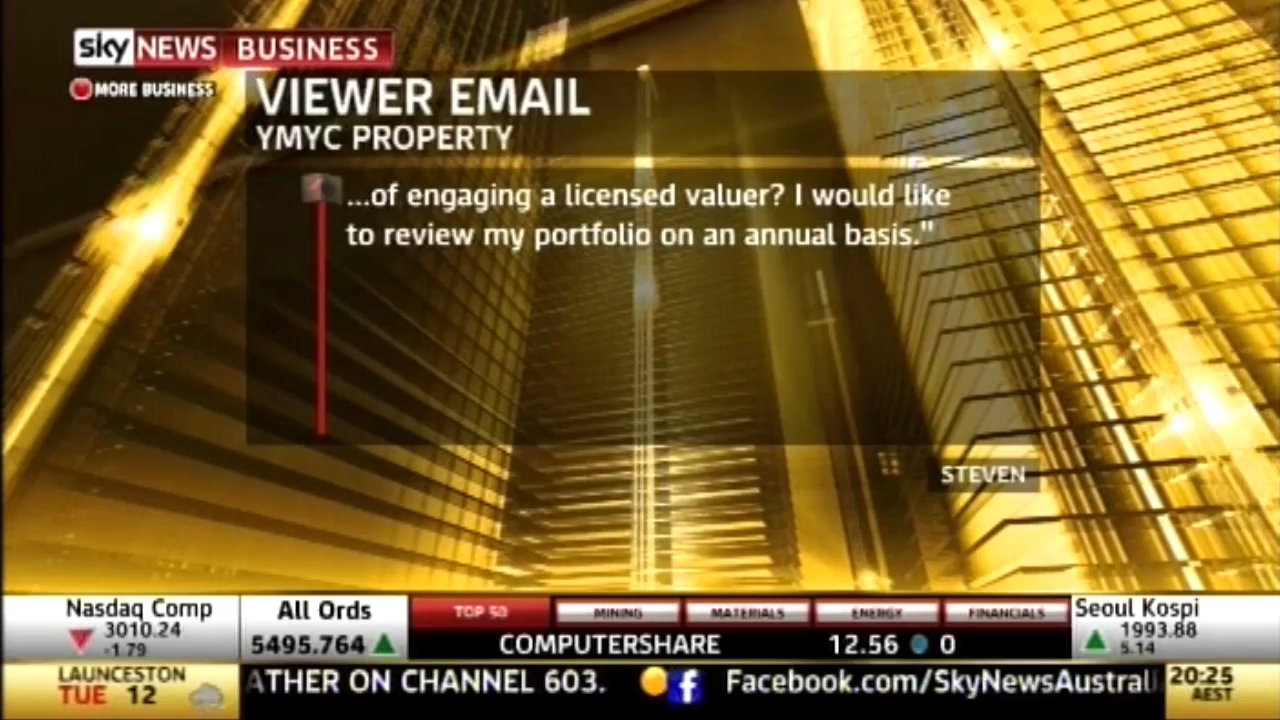 sky NEWS BUSINESS
MORE BUSINESS
VIEWER EMAIL
YMYC PROPERTY
...of engaging a licensed valuer? I would like
to review my portfolio on an annual basis."
STEVEN
Nasdaq Comp
3010.24
-1.79
All Ords
5495.764
TOP 50 MINING MATERIALS ENERGY FINANCIALS
COMPUTERSHARE 12.56 0
Seoul Kospi
1993.88
5.14
LAUNCESTON
TUE 12
ATHER ON CHANNEL 603. f Facebook.com/SkyNewsAustrali
20:25
AEST